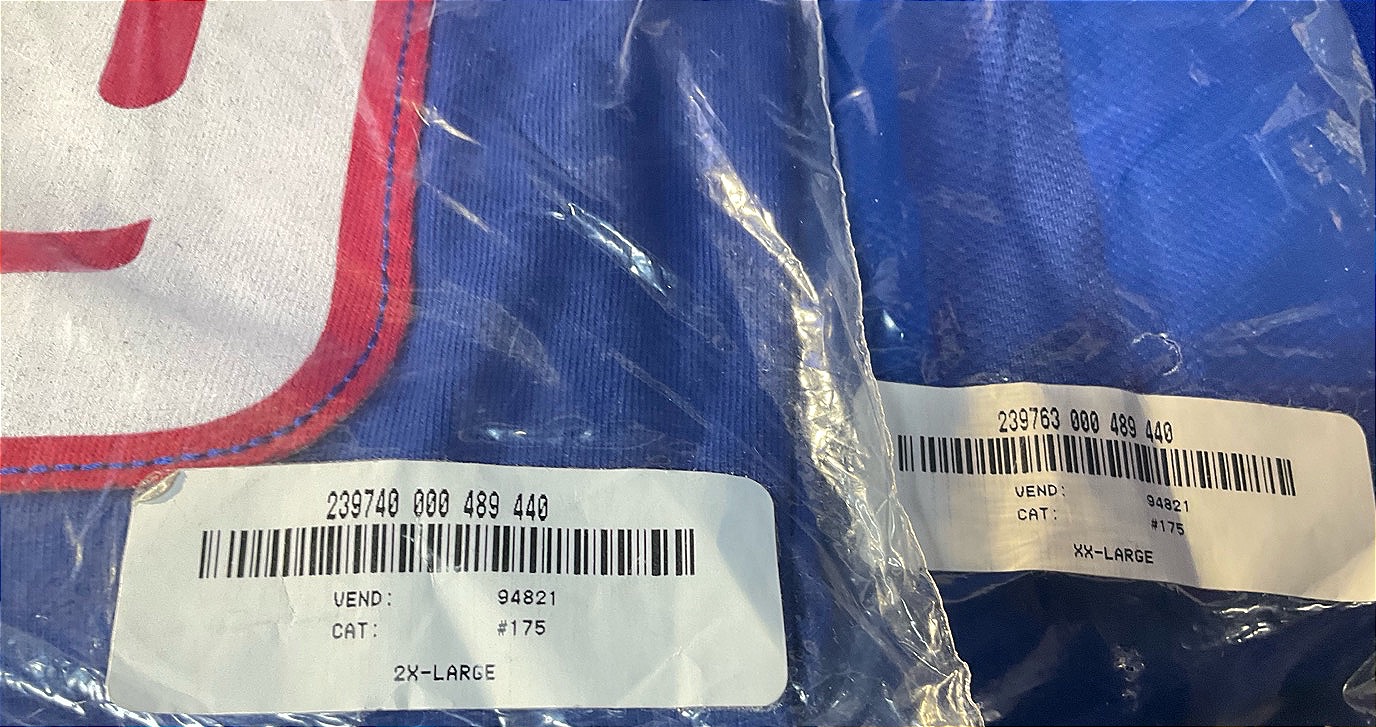 239740 000 489 440
VEND: 94821
CAT: #175
2X-LARGE
239763 000 489 440
VEND: 94821
CAT: #175
XX-LARGE